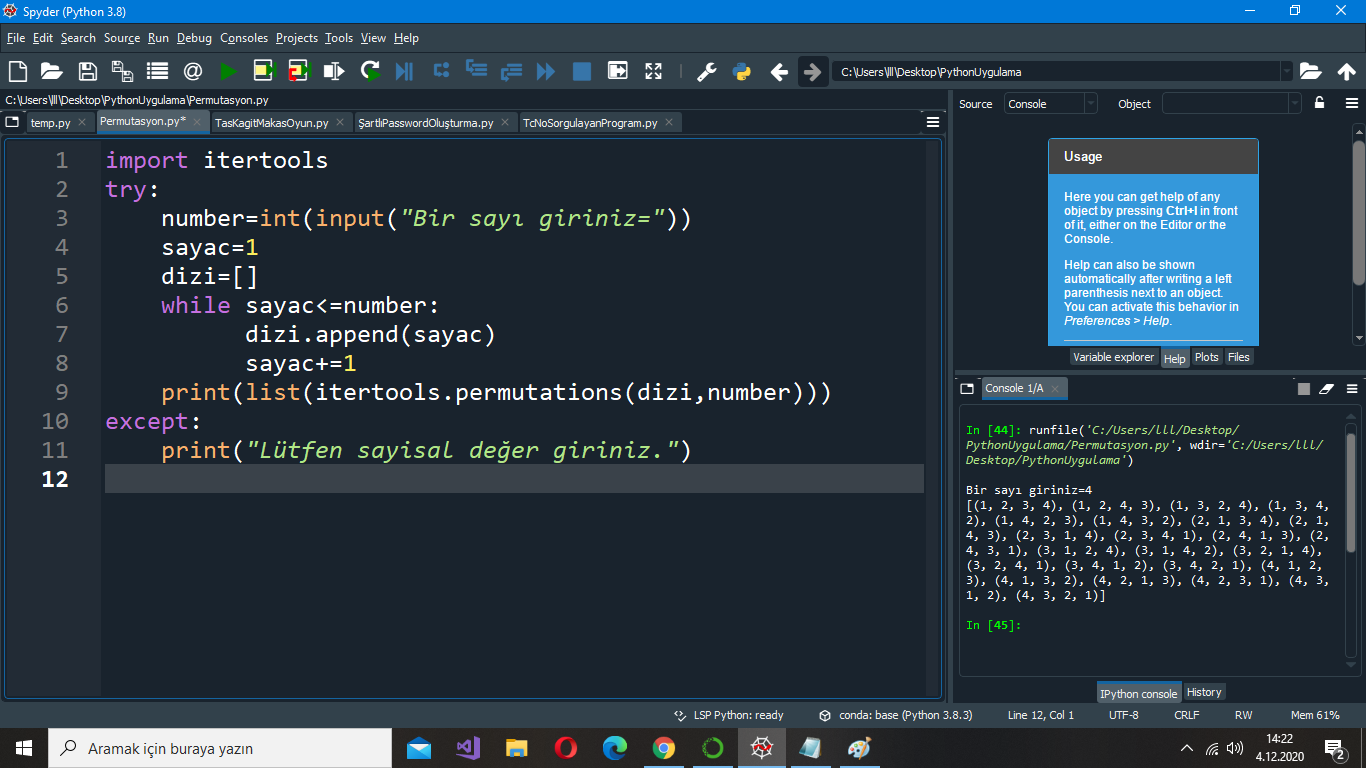 Spyder (Python 3.8)
File Edit Search Source Run Debug Consoles Projects Tools View Help
C:\Users\lll\Desktop\PythonUygulama
C:\Users\lll\Desktop\PythonUygulama\Permutasyon.py
temp.py Permutasyon.py* TasKagitMakasOyun.py ŞartlıPasswordOluşturma.py TcNoSorgulayanProgram.py
1 import itertools
2 try:
3 number=int(input("Bir sayı giriniz="))
4 sayac=1
5 dizi=[]
6 while sayac<=number:
7 dizi.append(sayac)
8 sayac+=1
9 print(list(itertools.permutations(dizi,number)))
10 except:
11 print("Lütfen sayisal değer giriniz.")
12
Source Console Object
Usage
Here you can get help of any
object by pressing Ctrl+I in front
of it, either on the Editor or the
Console.
Help can also be shown
automatically after writing a left
parenthesis next to an object.
You can activate this behavior in
Preferences > Help.
Variable explorer Help Plots Files
Console 1/A
In [44]: runfile('C:/Users/lll/Desktop/
PythonUygulama/Permutasyon.py', wdir='C:/Users/lll/
Desktop/PythonUygulama')
Bir sayı giriniz=4
[(1, 2, 3, 4), (1, 2, 4, 3), (1, 3, 2, 4), (1, 3, 4,
2), (1, 4, 2, 3), (1, 4, 3, 2), (2, 1, 3, 4), (2, 1,
4, 3), (2, 3, 1, 4), (2, 3, 4, 1), (2, 4, 1, 3), (2,
4, 3, 1), (3, 1, 2, 4), (3, 1, 4, 2), (3, 2, 1, 4),
(3, 2, 4, 1), (3, 4, 1, 2), (3, 4, 2, 1), (4, 1, 2,
3), (4, 1, 3, 2), (4, 2, 1, 3), (4, 2, 3, 1), (4, 3,
1, 2), (4, 3, 2, 1)]
In [45]:
IPython console History
LSP Python: ready conda: base (Python 3.8.3) Line 12, Col 1 UTF-8 CRLF RW Mem 61%
Aramak için buraya yazın
14:22
4.12.2020
2